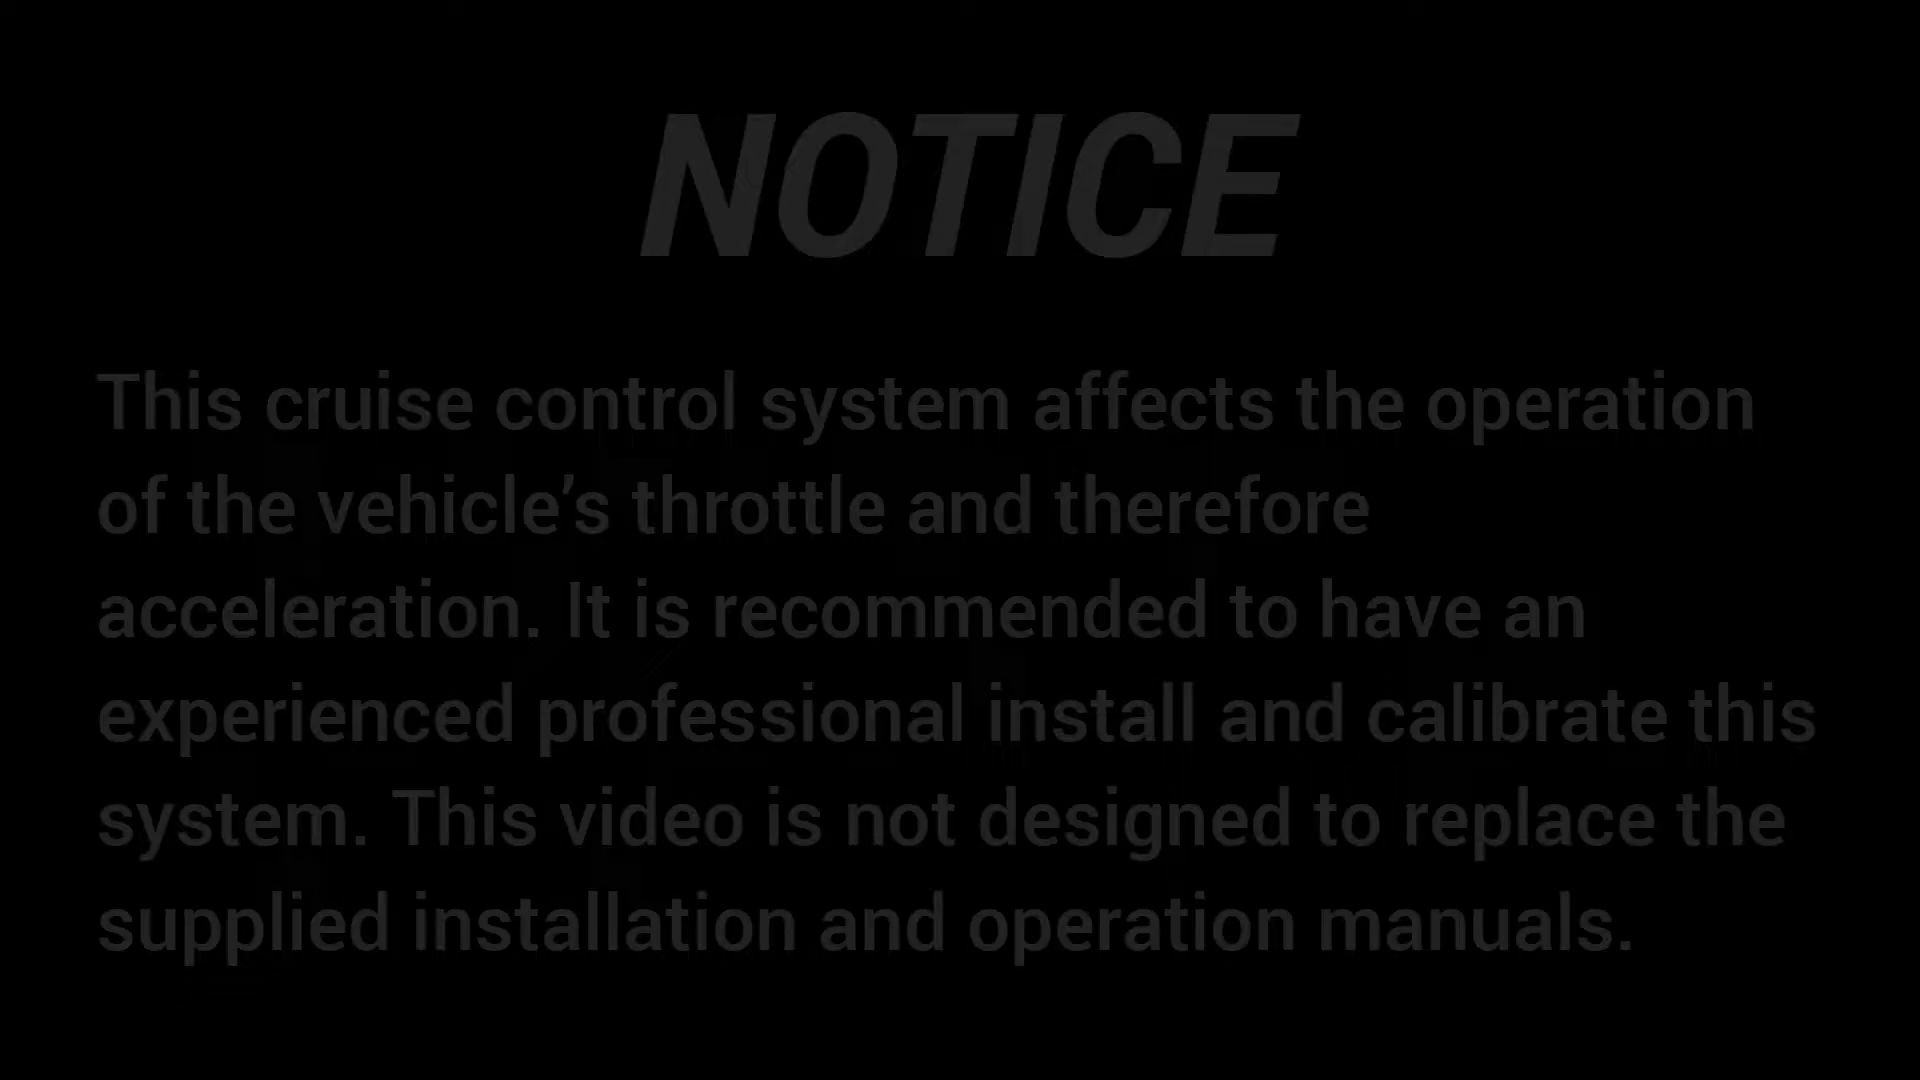 NOTICE
This cruise control system affects the operation
of the vehicle’s throttle and therefore
acceleration. It is recommended to have an
experienced professional install and calibrate this
system. This video is not designed to replace the
supplied installation and operation manuals.